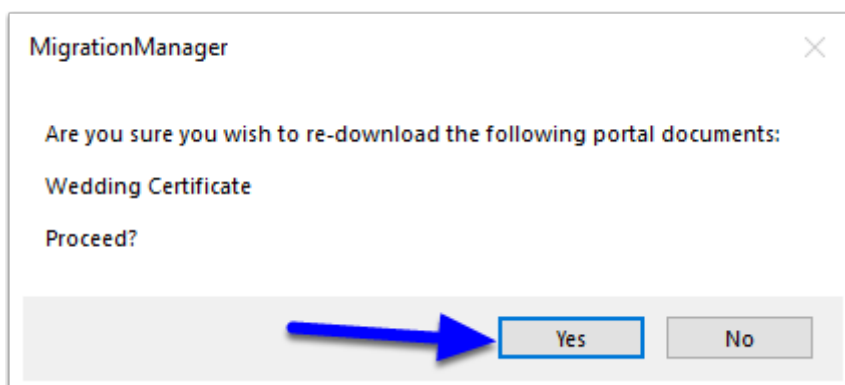 MigrationManager
Are you sure you wish to re-download the following portal documents:
Wedding Certificate
Proceed?
Yes
No